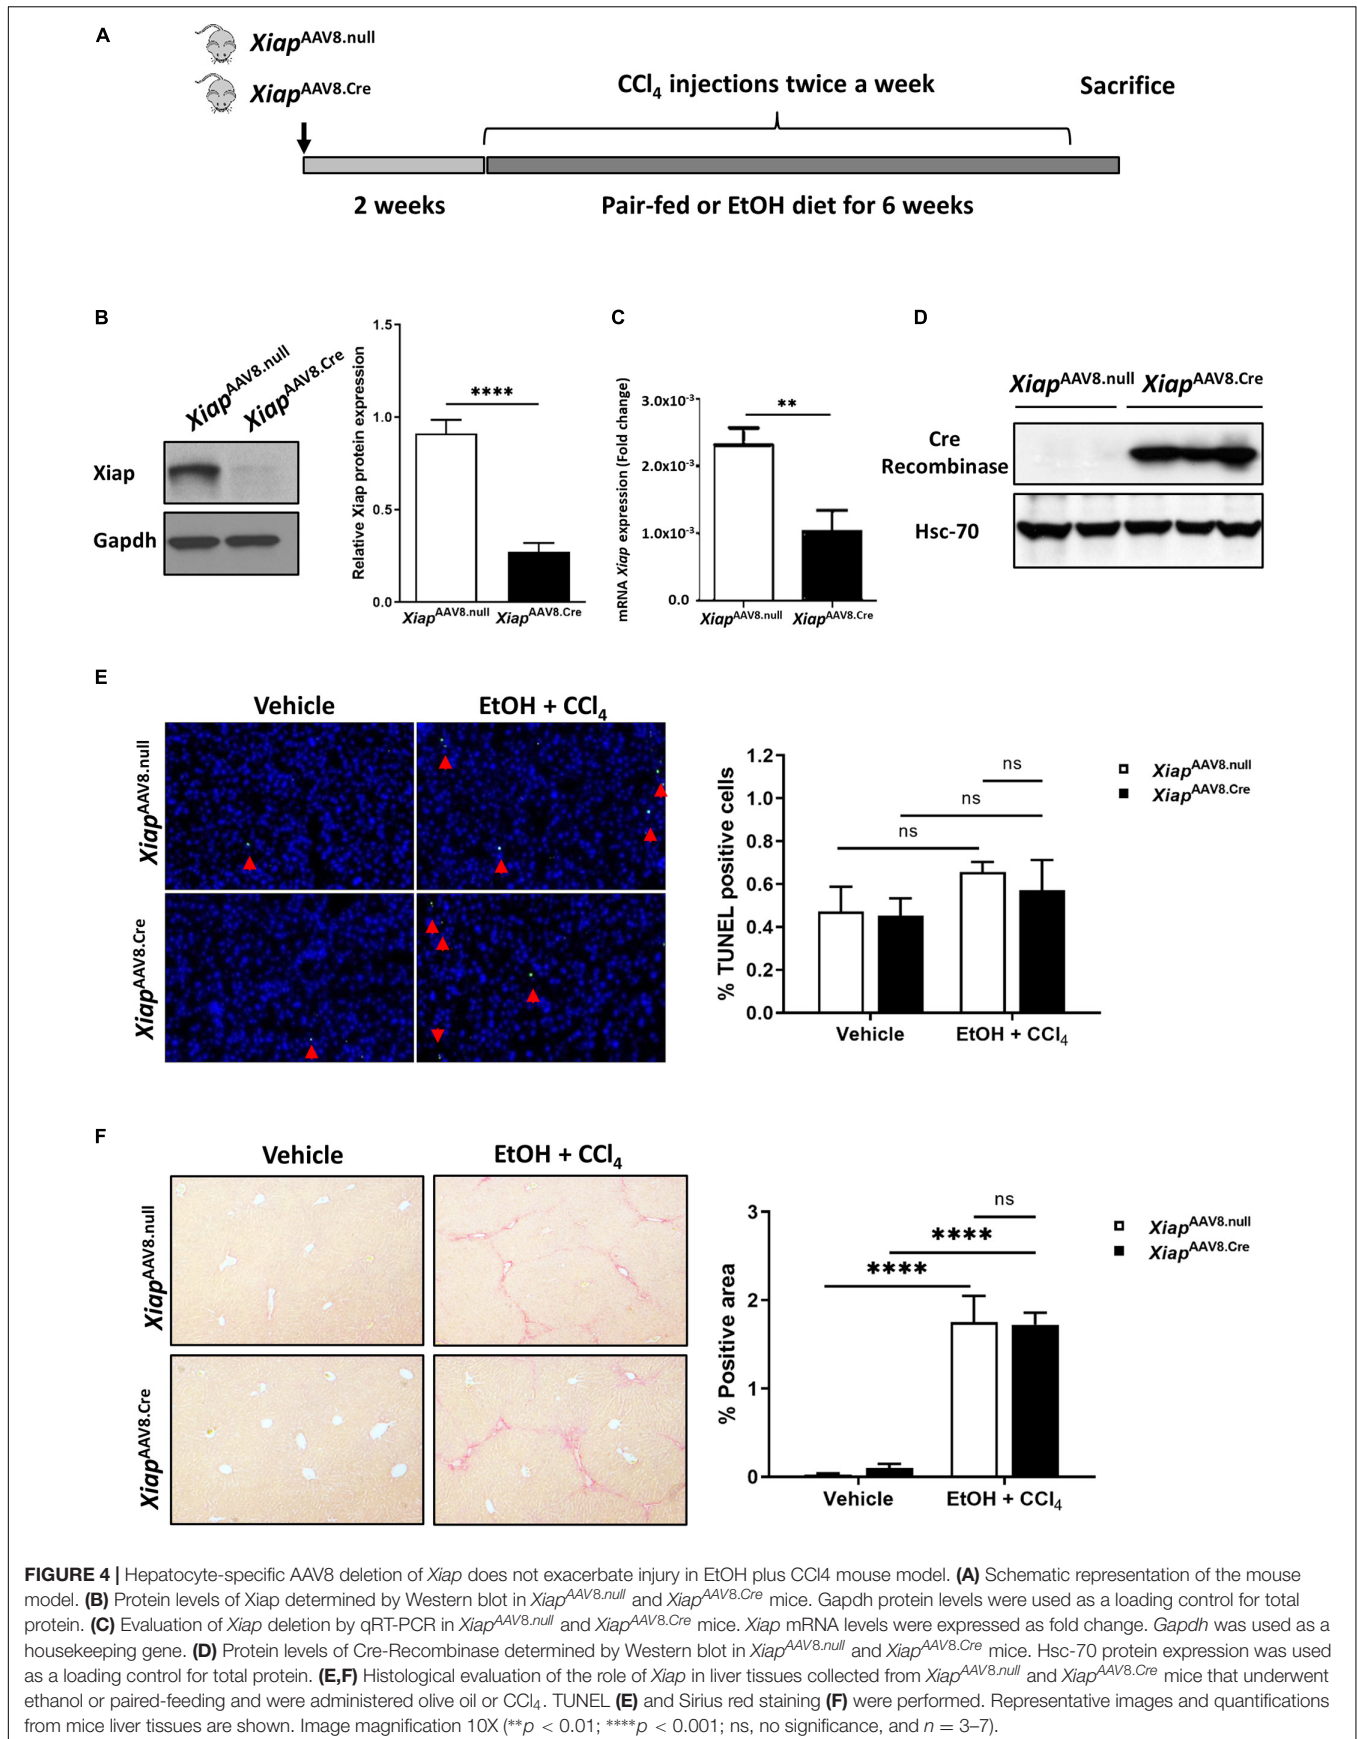 A
XiapAAV8.null
XiapAAV8.Cre
CCl4 injections twice a week
Sacrifice
2 weeks
Pair-fed or EtOH diet for 6 weeks
B
XiapAAV8.null
XiapAAV8.Cre
Xiap
Gapdh
Relative Xiap protein expression
1.5
1.0
0.5
0.0
****
XiapAAV8.null
XiapAAV8.Cre
C
mRNA Xiap expression (Fold change)
3.0x10-3
2.0x10-3
1.0x10-3
0.0
**
XiapAAV8.null
XiapAAV8.Cre
D
XiapAAV8.null
XiapAAV8.Cre
Cre
Recombinase
Hsc-70
E
Vehicle
EtOH + CCl4
XiapAAV8.null
XiapAAV8.Cre
% TUNEL positive cells
1.2
1.0
0.8
0.6
0.4
0.2
0.0
ns
ns
ns
Vehicle
EtOH + CCl4
XiapAAV8.null
XiapAAV8.Cre
F
Vehicle
EtOH + CCl4
XiapAAV8.null
XiapAAV8.Cre
% Positive area
3
2
1
0
ns
****
****
Vehicle
EtOH + CCl4
XiapAAV8.null
XiapAAV8.Cre
FIGURE 4 | Hepatocyte-specific AAV8 deletion of Xiap does not exacerbate injury in EtOH plus CCl4 mouse model. (A) Schematic representation of the mouse
model. (B) Protein levels of Xiap determined by Western blot in XiapAAV8.null and XiapAAV8.Cre mice. Gapdh protein levels were used as a loading control for total
protein. (C) Evaluation of Xiap deletion by qRT-PCR in XiapAAV8.null and XiapAAV8.Cre mice. Xiap mRNA levels were expressed as fold change. Gapdh was used as a
housekeeping gene. (D) Protein levels of Cre-Recombinase determined by Western blot in XiapAAV8.null and XiapAAV8.Cre mice. Hsc-70 protein expression was used
as a loading control for total protein. (E,F) Histological evaluation of the role of Xiap in liver tissues collected from XiapAAV8.null and XiapAAV8.Cre mice that underwent
ethanol or paired-feeding and were administered olive oil or CCl4. TUNEL (E) and Sirius red staining (F) were performed. Representative images and quantifications
from mice liver tissues are shown. Image magnification 10X (**p < 0.01; ****p < 0.001; ns, no significance, and n = 3–7).